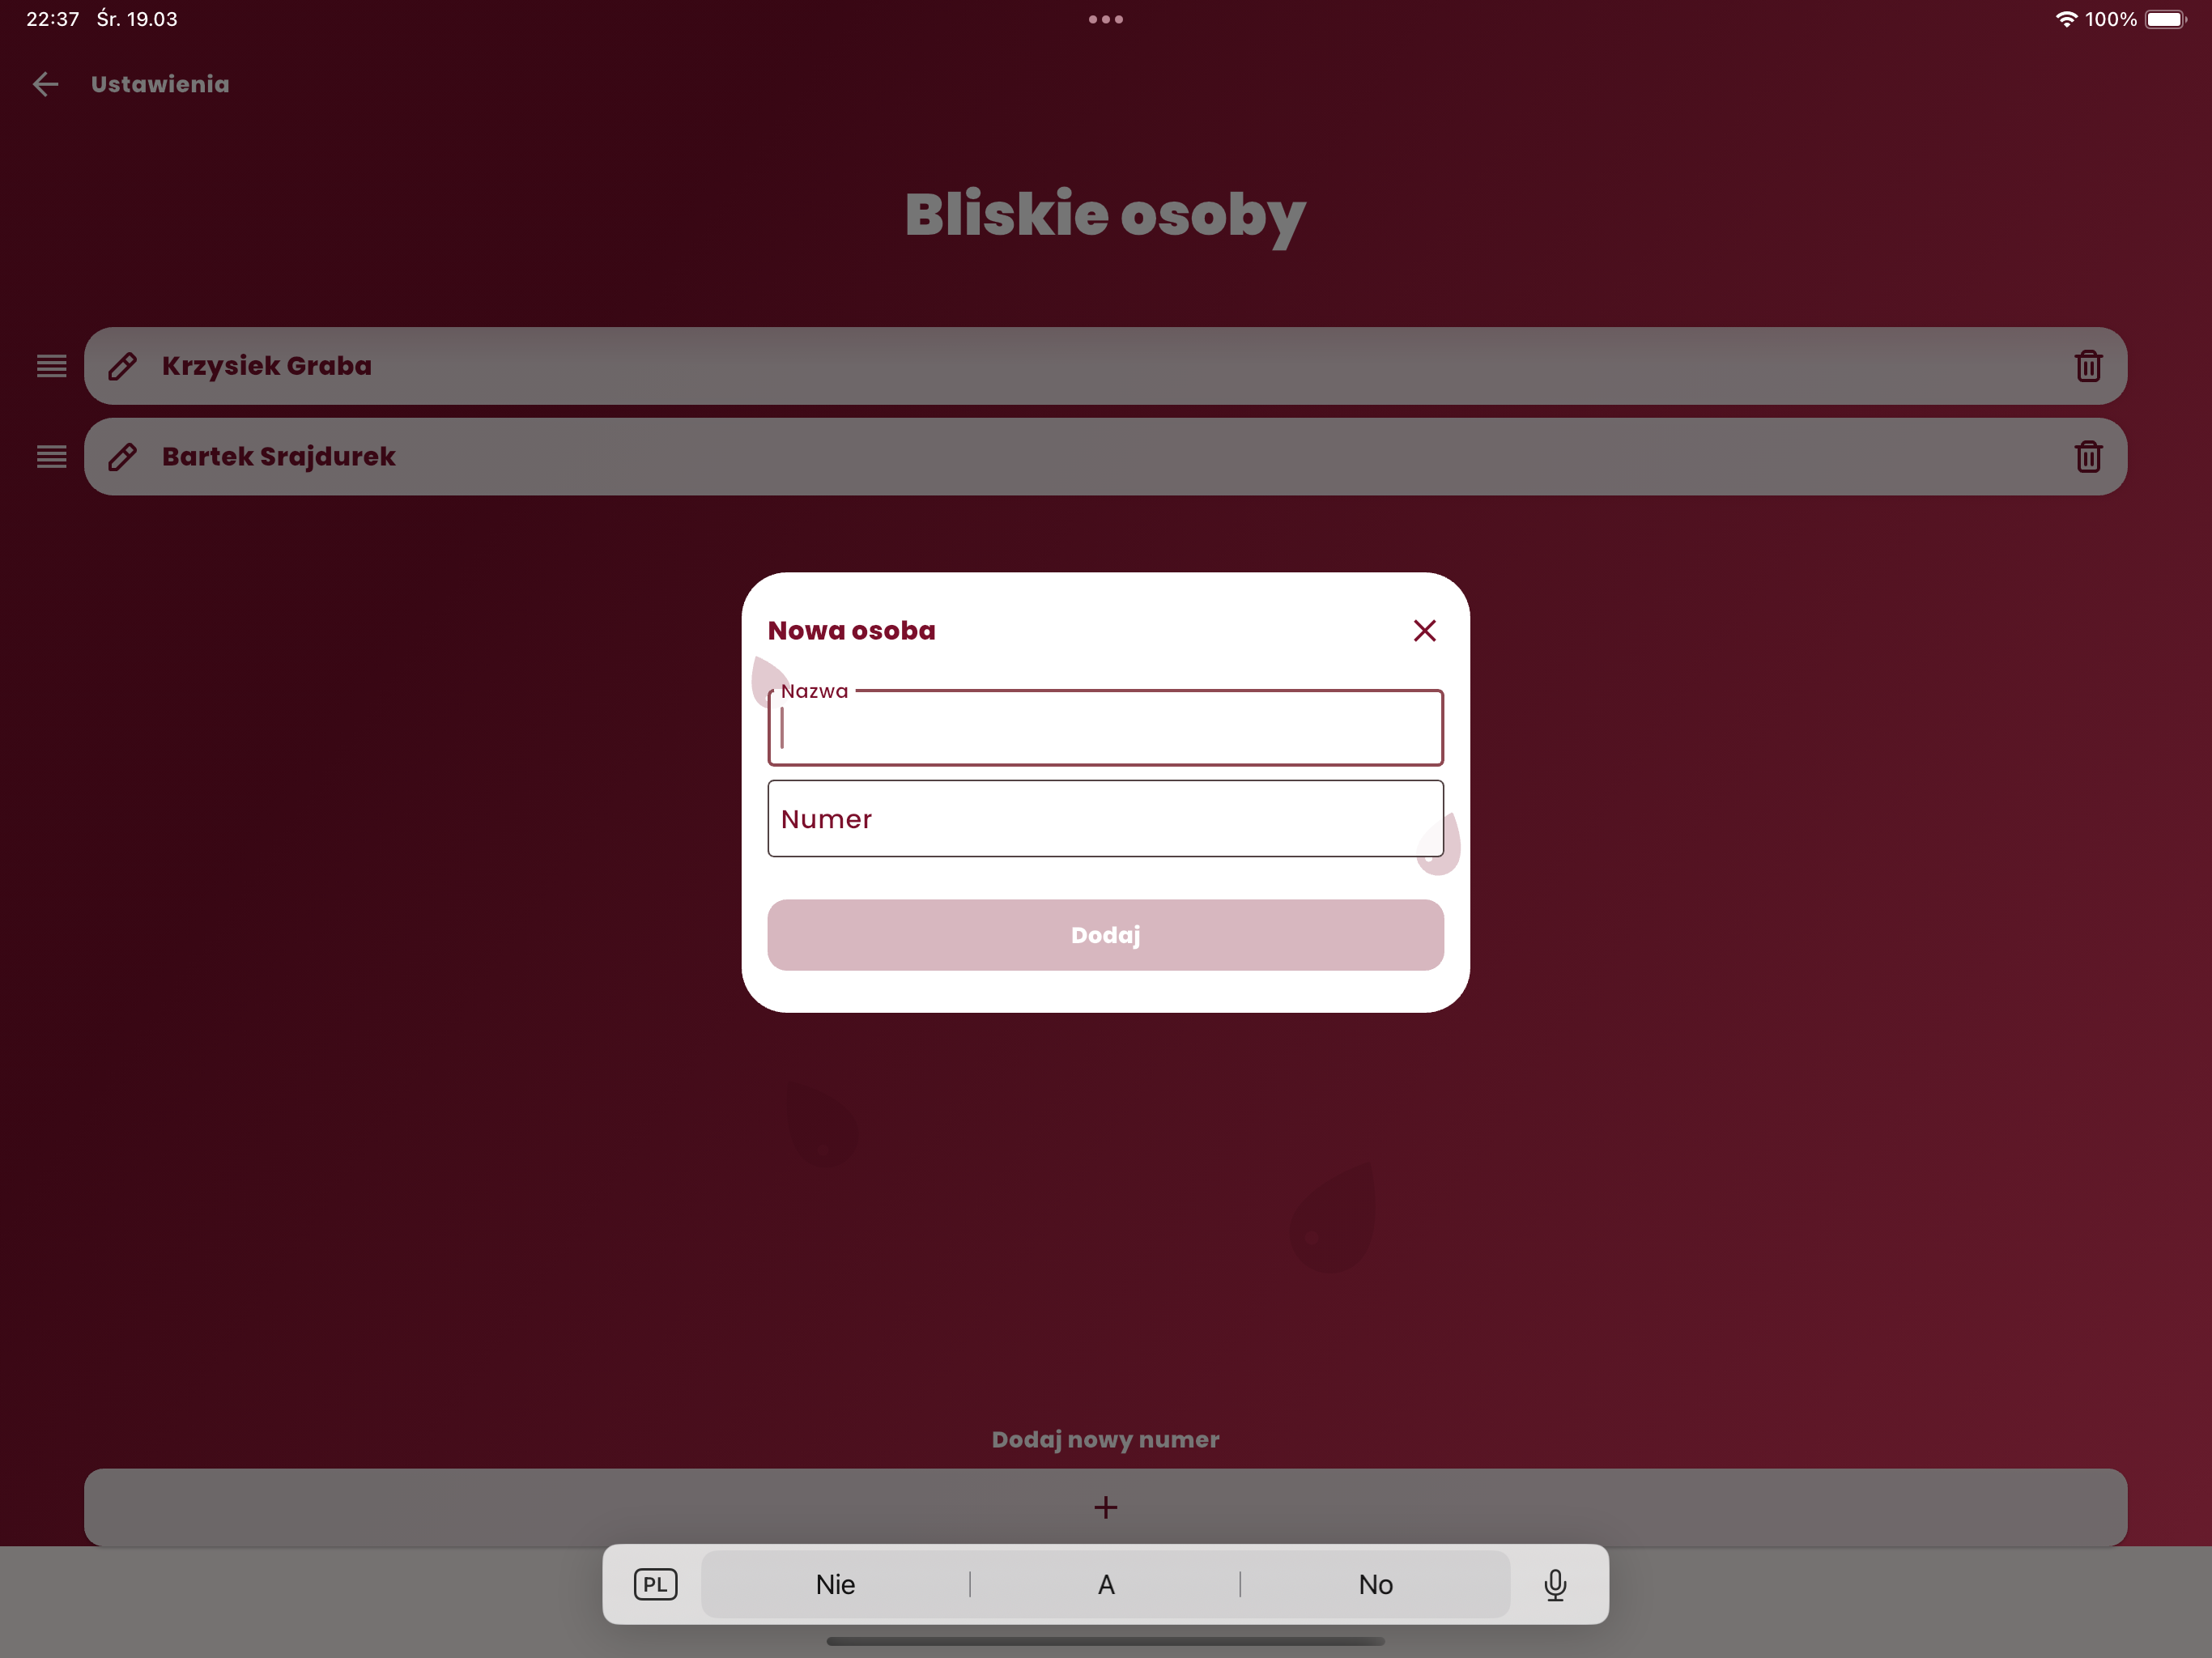 22:37 Śr. 19.03
100%
Ustawienia
Bliskie osoby
Krzysiek Graba
Bartek Srajdurek
Nowa osoba
Nazwa
Numer
Dodaj
Dodaj nowy numer
PL Nie A No